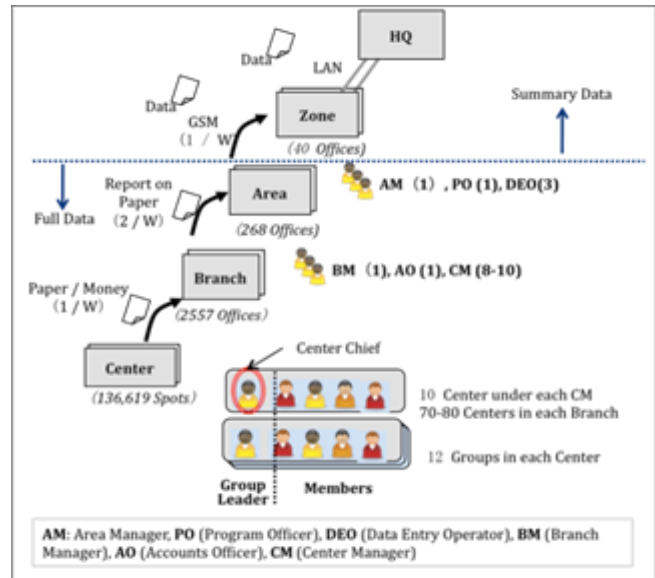 HQ
Data
LAN
Data
GSM
(1 / W)
Zone
(40 Offices)
Summary Data
Report on
Paper
(2 / W)
Full Data
Area
(268 Offices)
AM (1) , PO (1), DEO(3)
Paper / Money
(1 / W)
Branch
(2557 Offices)
BM (1), AO (1), CM (8-10)
Center
(136,619 Spots)
Center Chief
10 Center under each CM
70-80 Centers in each Branch
12 Groups in each Center
Group
Leader
Members
AM: Area Manager, PO (Program Officer), DEO (Data Entry Operator), BM (Branch
Manager), AO (Accounts Officer), CM (Center Manager)